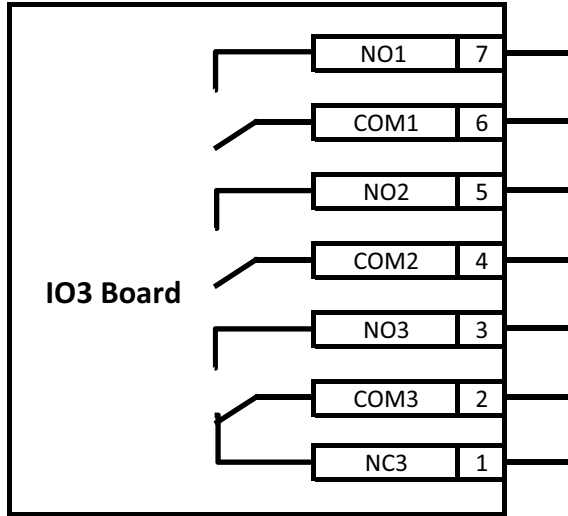 NO1 7
COM1 6
NO2 5
COM2 4
IO3 Board
NO3 3
COM3 2
NC3 1